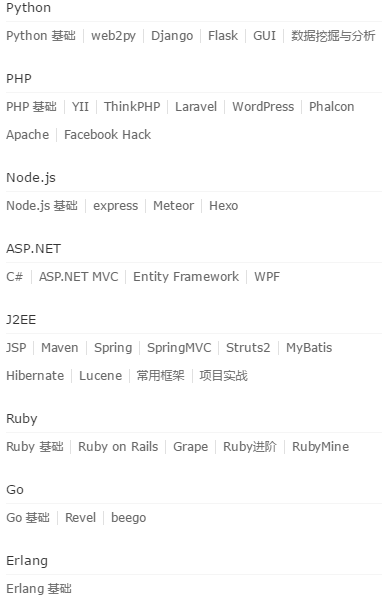 Python
Python 基础 web2py Django Flask GUI 数据挖掘与分析
PHP
PHP 基础 YII ThinkPHP Laravel WordPress Phalcon
Apache Facebook Hack
Node.js
Node.js 基础 express Meteor Hexo
ASP.NET
C# ASP.NET MVC Entity Framework WPF
J2EE
JSP Maven Spring SpringMVC Struts2 MyBatis
Hibernate Lucene 常用框架 项目实战
Ruby
Ruby 基础 Ruby on Rails Grape Ruby进阶 RubyMine
Go
Go 基础 Revel beego
Erlang
Erlang 基础